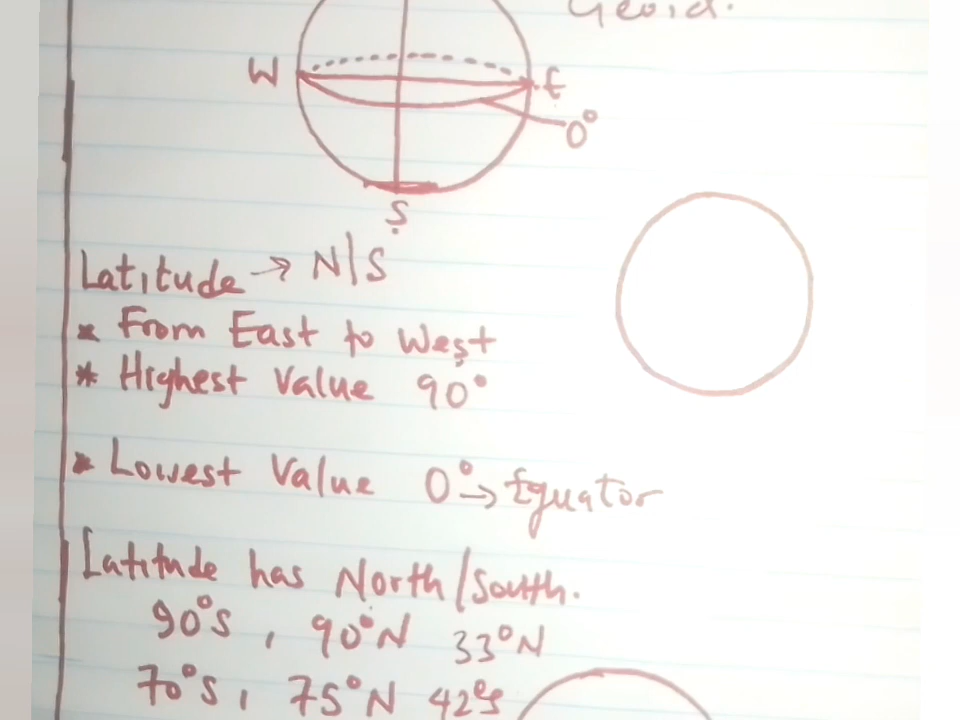 Geoid.
W E
0°
S
Latitude → N/S
* From East to West
* Highest Value 90°
* Lowest Value 0° → Equator
Latitude has North/South.
90°S, 90°N 33°N
70°S, 75°N 42°S